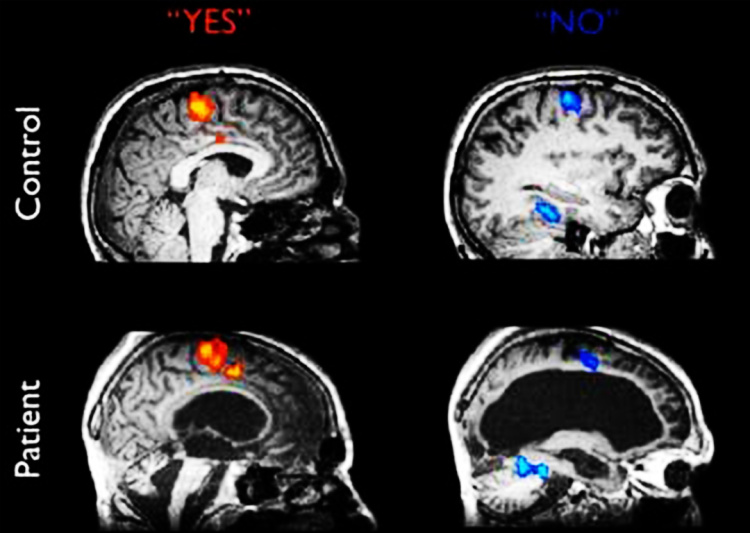 "YES"
"NO"
Control
Patient